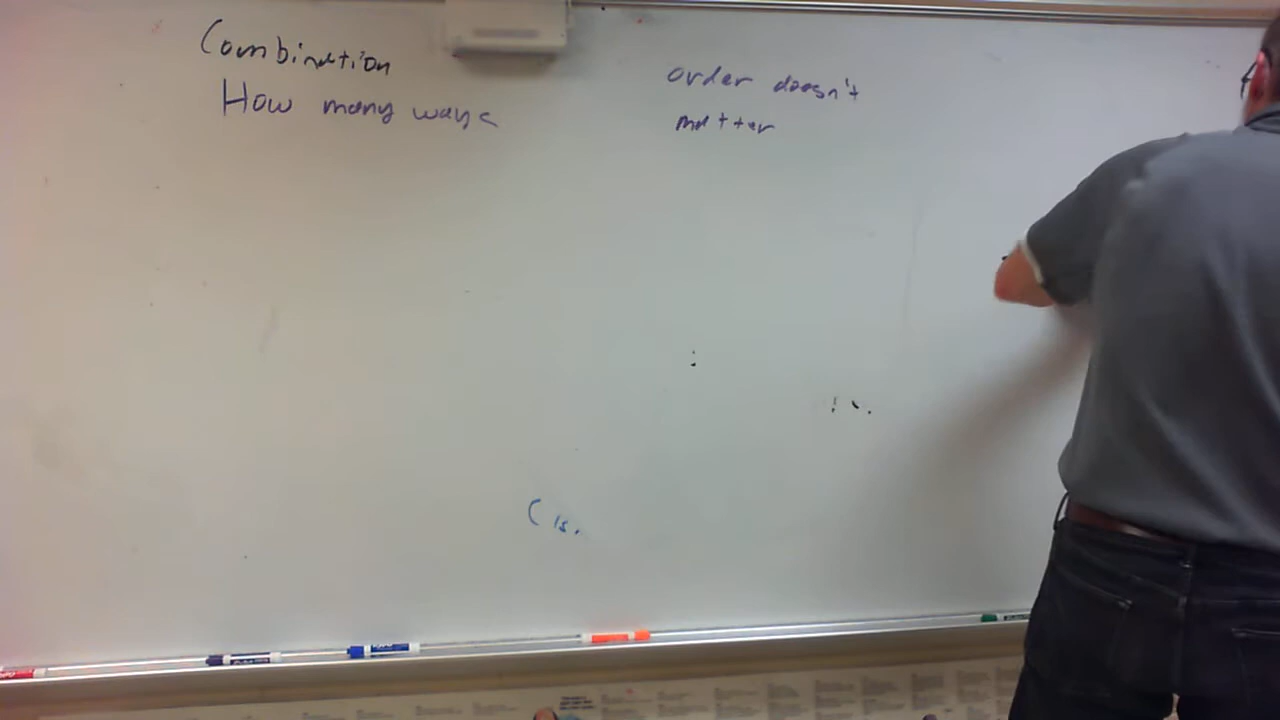 Combination
How many ways
order doesn't
matter